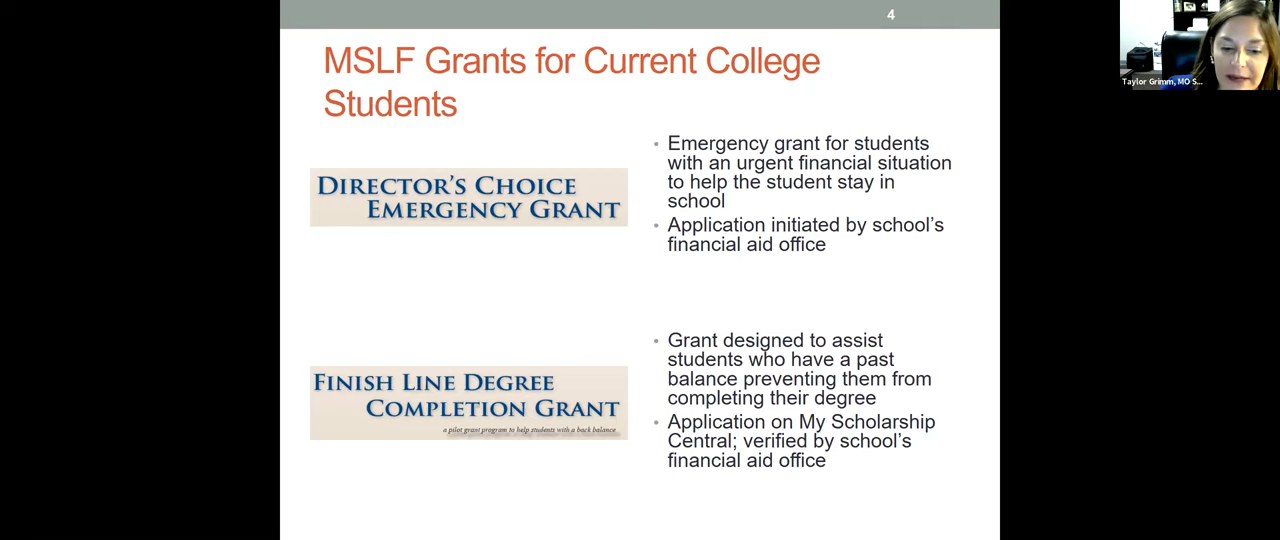 4
MSLF Grants for Current College
Students
DIRECTOR'S CHOICE
EMERGENCY GRANT
• Emergency grant for students
with an urgent financial situation
to help the student stay in
school
• Application initiated by school's
financial aid office
FINISH LINE DEGREE
COMPLETION GRANT
a pilot grant program to help students with a back balance
• Grant designed to assist
students who have a past
balance preventing them from
completing their degree
• Application on My Scholarship
Central; verified by school's
financial aid office
Taylor Grimm, MO S...